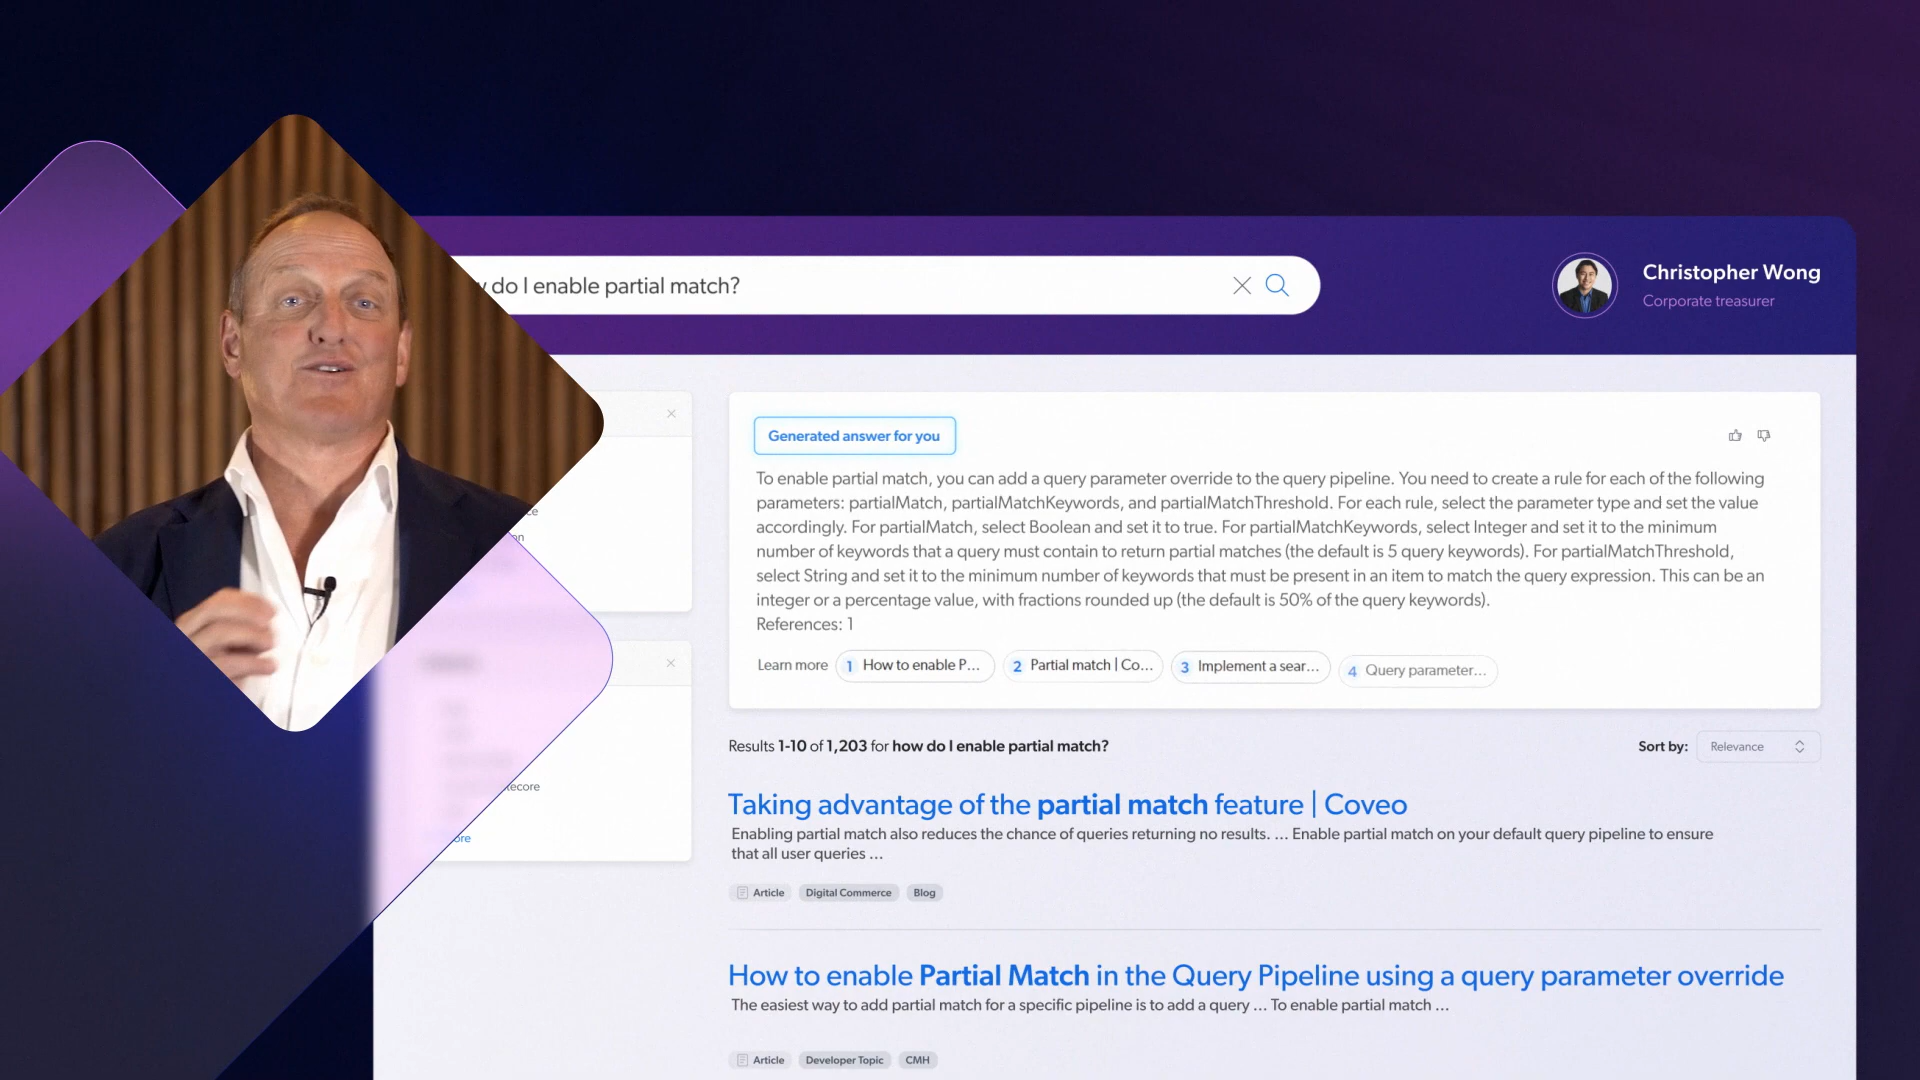 do I enable partial match?
Christopher Wong
Corporate treasurer
Generated answer for you
To enable partial match, you can add a query parameter override to the query pipeline. You need to create a rule for each of the following
parameters: partialMatch, partialMatchKeywords, and partialMatchThreshold. For each rule, select the parameter type and set the value
accordingly. For partialMatch, select Boolean and set it to true. For partialMatchKeywords, select Integer and set it to the minimum
number of keywords that a query must contain to return partial matches (the default is 5 query keywords). For partialMatchThreshold,
select String and set it to the minimum number of keywords that must be present in an item to match the query expression. This can be an
integer or a percentage value, with fractions rounded up (the default is 50% of the query keywords).
References: 1
Learn more 1 How to enable P... 2 Partial match | Co... 3 Implement a sear... 4 Query parameter...
Results 1-10 of 1,203 for how do I enable partial match?
Sort by: Relevance
Taking advantage of the partial match feature | Coveo
Enabling partial match also reduces the chance of queries returning no results. ... Enable partial match on your default query pipeline to ensure
that all user queries ...
Article Digital Commerce Blog
How to enable Partial Match in the Query Pipeline using a query parameter override
The easiest way to add partial match for a specific pipeline is to add a query ... To enable partial match ...
Article Developer Topic CMH